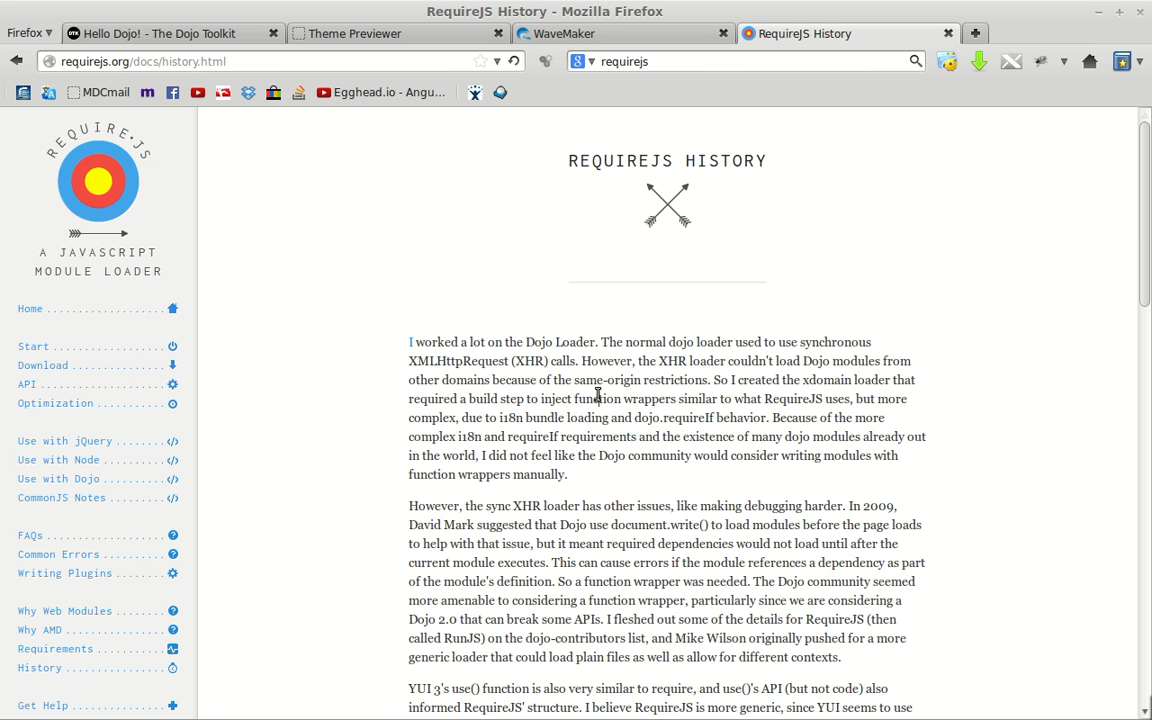 RequireJS History - Mozilla Firefox
Firefox
Hello Dojo! - The Dojo Toolkit
Theme Previewer
WaveMaker
RequireJS History
requirejs.org/docs/history.html
requirejs
MDCmail
Egghead.io - Angu...
REQUIRE·JS
A JAVASCRIPT
MODULE LOADER
Home
Start
Download
API
Optimization
Use with jQuery
Use with Node
Use with Dojo
CommonJS Notes
FAQs
Common Errors
Writing Plugins
Why Web Modules
Why AMD
Requirements
History
Get Help
REQUIREJS HISTORY
I worked a lot on the Dojo Loader. The normal dojo loader used to use synchronous
XMLHttpRequest (XHR) calls. However, the XHR loader couldn't load Dojo modules from
other domains because of the same-origin restrictions. So I created the xdomain loader that
required a build step to inject function wrappers similar to what RequireJS uses, but more
complex, due to i18n bundle loading and dojo.requireIf behavior. Because of the more
complex i18n and requireIf requirements and the existence of many dojo modules already out
in the world, I did not feel like the Dojo community would consider writing modules with
function wrappers manually.
However, the sync XHR loader has other issues, like making debugging harder. In 2009,
David Mark suggested that Dojo use document.write() to load modules before the page loads
to help with that issue, but it meant required dependencies would not load until after the
current module executes. This can cause errors if the module references a dependency as part
of the module's definition. So a function wrapper was needed. The Dojo community seemed
more amenable to considering a function wrapper, particularly since we are considering a
Dojo 2.0 that can break some APIs. I fleshed out some of the details for RequireJS (then
called RunJS) on the dojo-contributors list, and Mike Wilson originally pushed for a more
generic loader that could load plain files as well as allow for different contexts.
YUI 3's use() function is also very similar to require, and use()'s API (but not code) also
informed RequireJS' structure. I believe RequireJS is more generic, since YUI seems to use